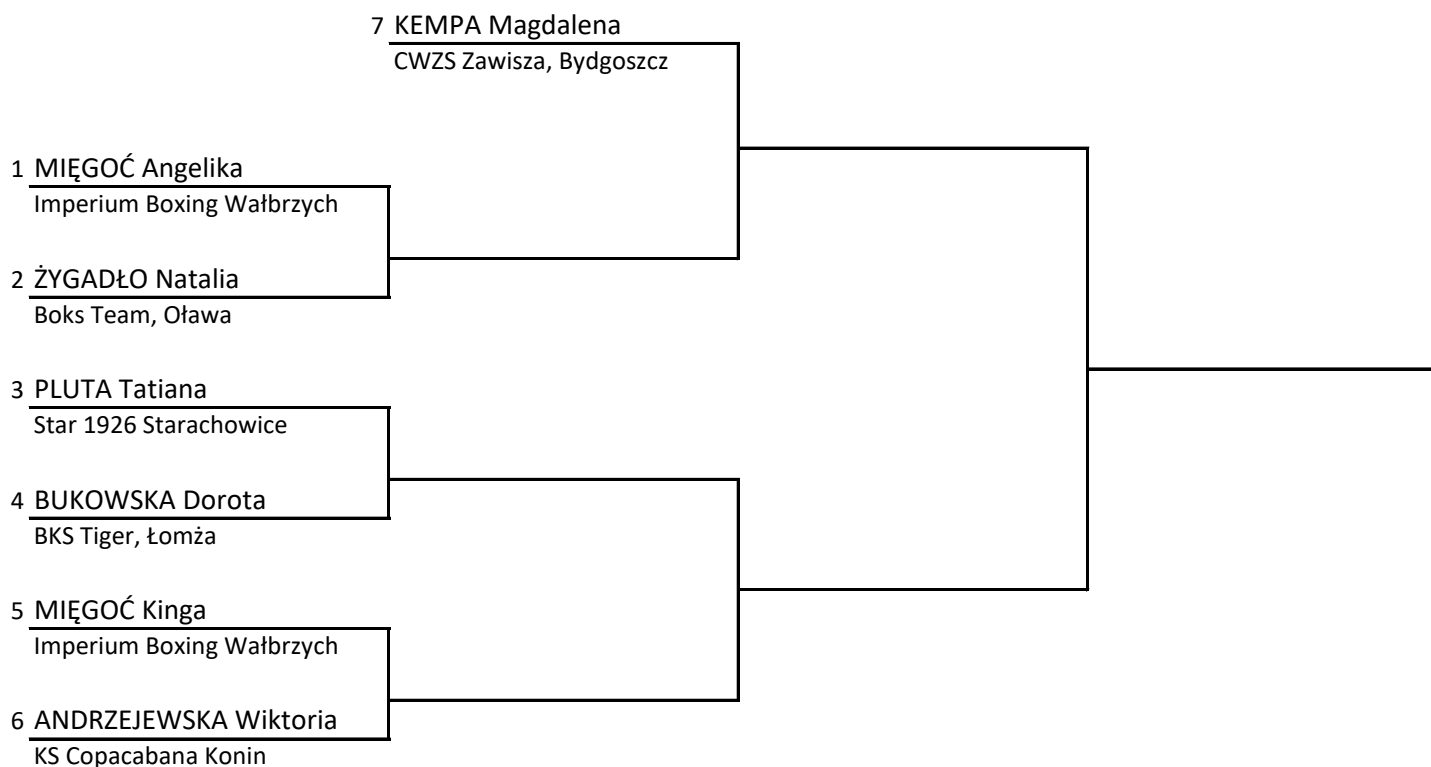 7 KEMPA Magdalena
CWZS Zawisza, Bydgoszcz
1 MIĘGOĆ Angelika
Imperium Boxing Wałbrzych
2 ŻYGADŁO Natalia
Boks Team, Oława
3 PLUTA Tatiana
Star 1926 Starachowice
4 BUKOWSKA Dorota
BKS Tiger, Łomża
5 MIĘGOĆ Kinga
Imperium Boxing Wałbrzych
6 ANDRZEJEWSKA Wiktoria
KS Copacabana Konin